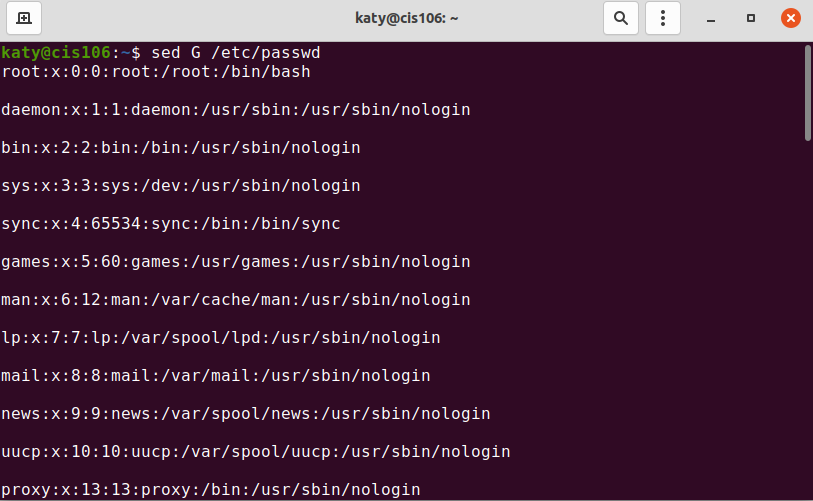 katy@cis106: ~
katy@cis106:~$ sed G /etc/passwd
root:x:0:0:root:/root:/bin/bash
daemon:x:1:1:daemon:/usr/sbin:/usr/sbin/nologin
bin:x:2:2:bin:/bin:/usr/sbin/nologin
sys:x:3:3:sys:/dev:/usr/sbin/nologin
sync:x:4:65534:sync:/bin:/bin/sync
games:x:5:60:games:/usr/games:/usr/sbin/nologin
man:x:6:12:man:/var/cache/man:/usr/sbin/nologin
lp:x:7:7:lp:/var/spool/lpd:/usr/sbin/nologin
mail:x:8:8:mail:/var/mail:/usr/sbin/nologin
news:x:9:9:news:/var/spool/news:/usr/sbin/nologin
uucp:x:10:10:uucp:/var/spool/uucp:/usr/sbin/nologin
proxy:x:13:13:proxy:/bin:/usr/sbin/nologin